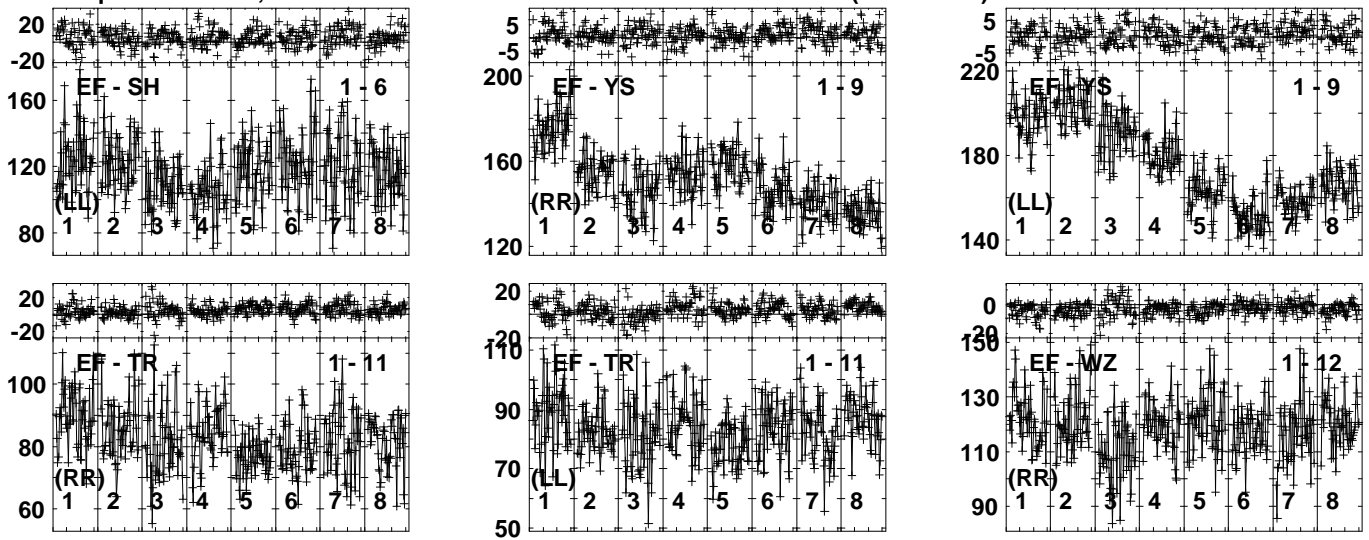 20
-20
EF - SH 1 - 6
160
120
80
(LL)
1 2 3 4 5 6 7 8
5
-5
EF - YS 1 - 9
200
160
120
(RR)
1 2 3 4 5 6 7 8
5
-5
EF - YS 1 - 9
220
180
140
(LL)
1 2 3 4 5 6 7 8
20
-20
EF - TR 1 - 11
100
80
60
(RR)
1 2 3 4 5 6 7 8
20
-20
EF - TR 1 - 11
110
90
70
50
(LL)
1 2 3 4 5 6 7 8
0
-20
EF - WZ 1 - 12
150
130
110
90
(RR)
1 2 3 4 5 6 7 8